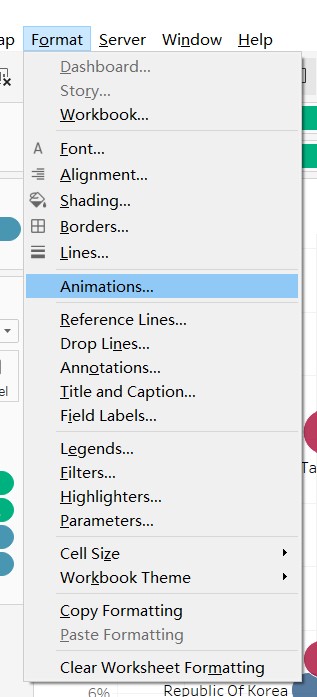 ap Format Server Window Help
Dashboard...
Story...
Workbook...
A Font...
Alignment...
Shading...
Borders...
Lines...
Animations...
Reference Lines...
Drop Lines...
Annotations...
Title and Caption...
el
Field Labels...
Legends...
Ta
Filters...
Highlighters...
Parameters...
Cell Size
Workbook Theme
Copy Formatting
Paste Formatting
Clear Worksheet Formatting
6% Republic Of Korea